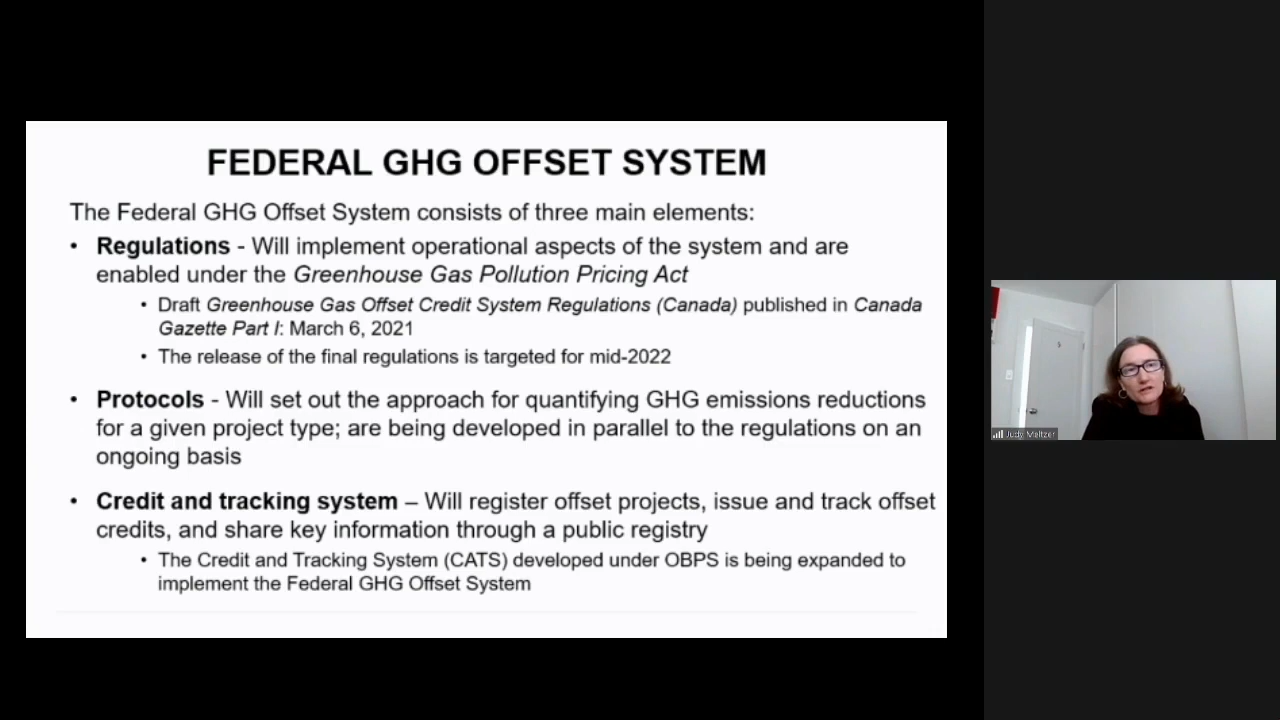 FEDERAL GHG OFFSET SYSTEM
The Federal GHG Offset System consists of three main elements:
• Regulations - Will implement operational aspects of the system and are
enabled under the Greenhouse Gas Pollution Pricing Act
• Draft Greenhouse Gas Offset Credit System Regulations (Canada) published in Canada
Gazette Part I: March 6, 2021
• The release of the final regulations is targeted for mid-2022
• Protocols - Will set out the approach for quantifying GHG emissions reductions
for a given project type; are being developed in parallel to the regulations on an
ongoing basis
• Credit and tracking system – Will register offset projects, issue and track offset
credits, and share key information through a public registry
• The Credit and Tracking System (CATS) developed under OBPS is being expanded to
implement the Federal GHG Offset System
Judy Meltzer